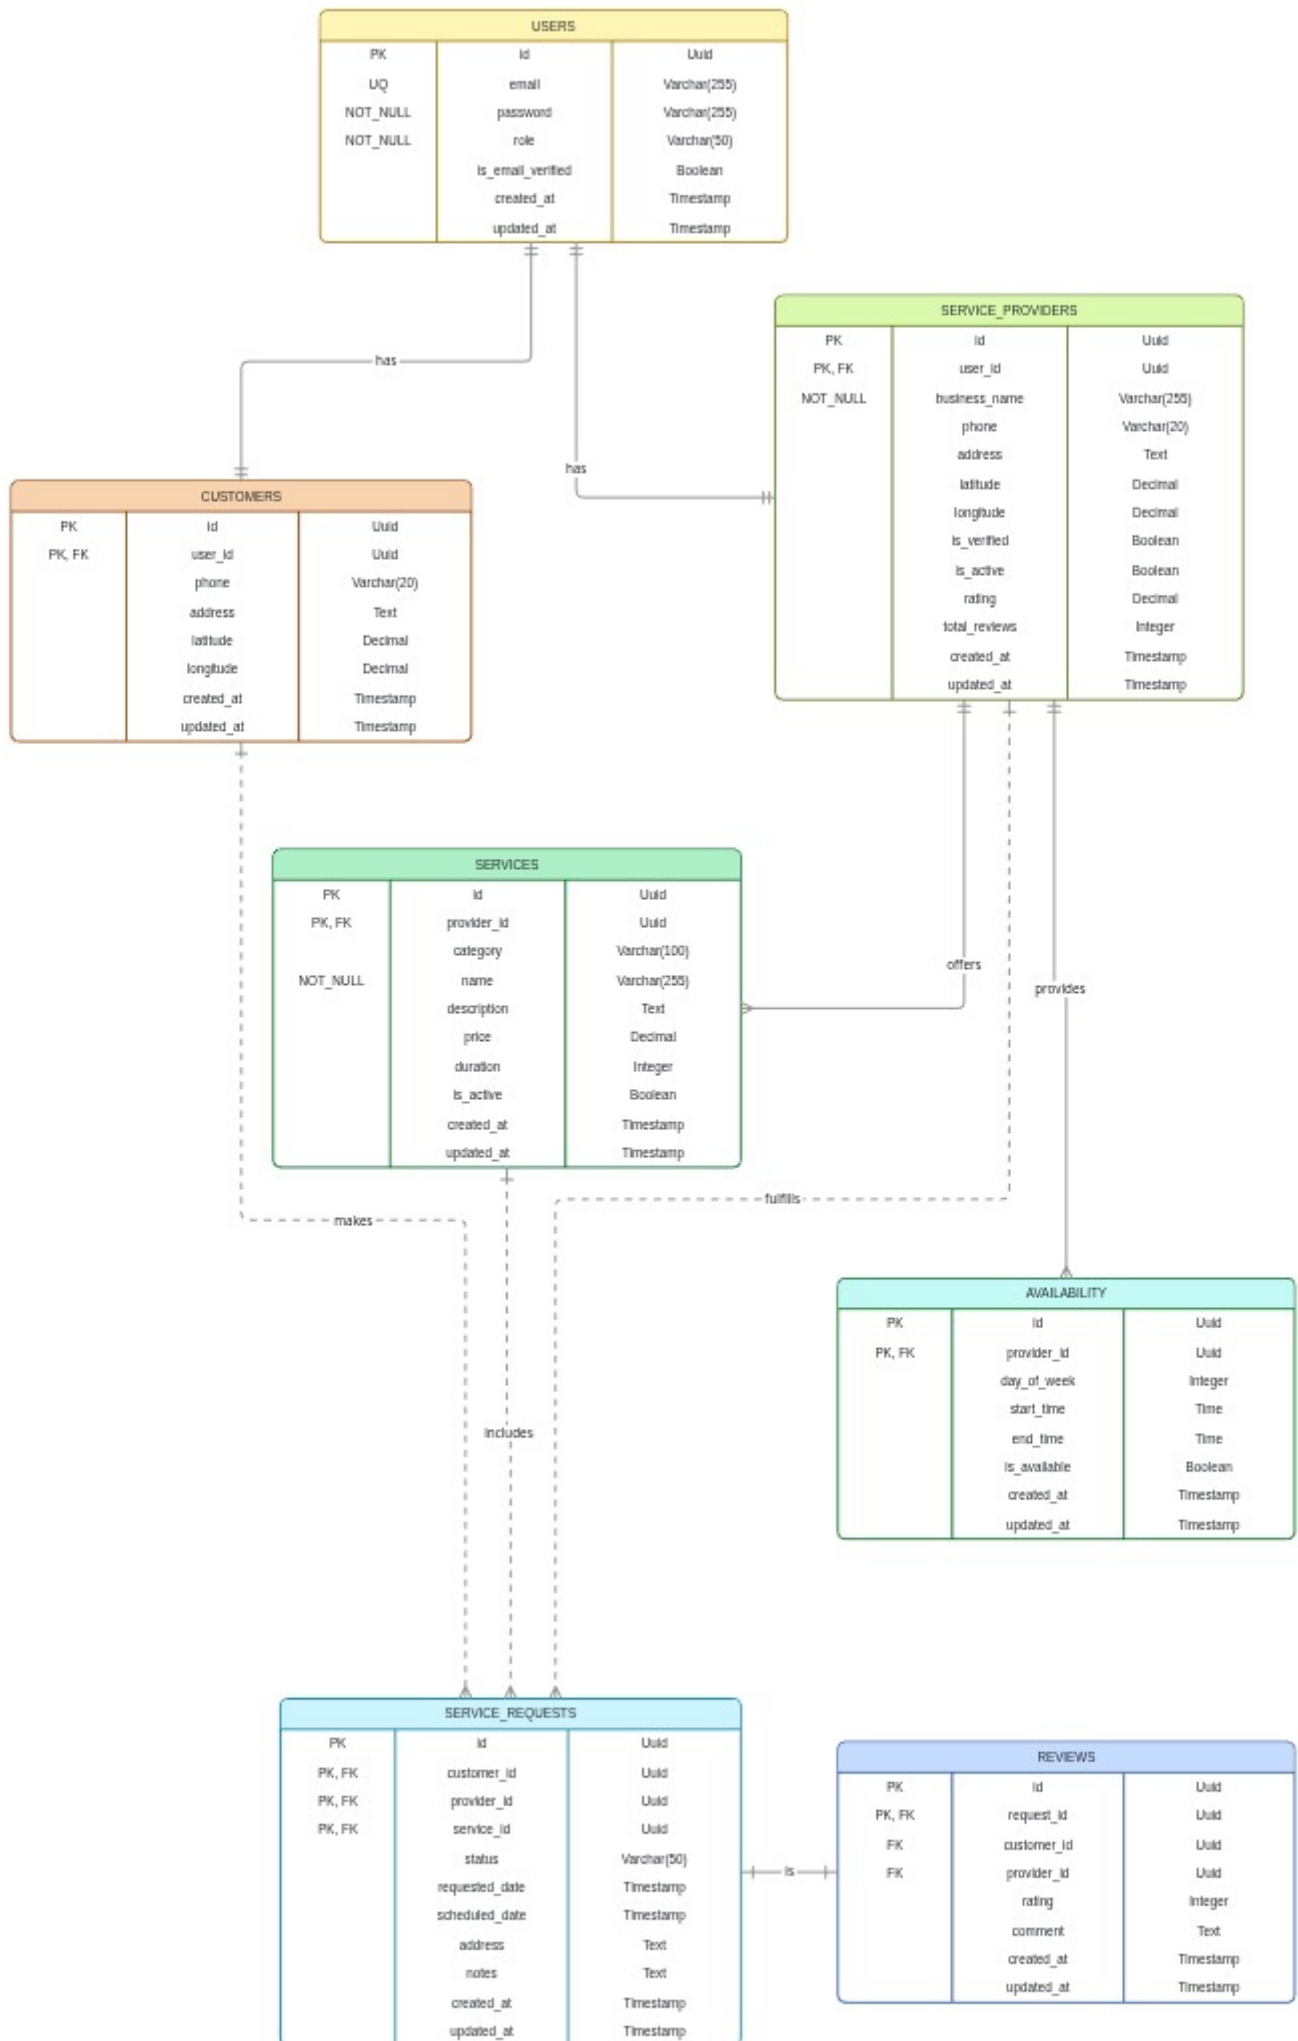 USERS
PK id Uuid
UQ email Varchar(255)
NOT_NULL password Varchar(255)
NOT_NULL role Varchar(50)
is_email_verified Boolean
created_at Timestamp
updated_at Timestamp
has
has
SERVICE_PROVIDERS
PK id Uuid
PK, FK user_id Uuid
NOT_NULL business_name Varchar(255)
phone Varchar(20)
address Text
latitude Decimal
longitude Decimal
is_verified Boolean
is_active Boolean
rating Decimal
total_reviews Integer
created_at Timestamp
updated_at Timestamp
CUSTOMERS
PK id Uuid
PK, FK user_id Uuid
phone Varchar(20)
address Text
latitude Decimal
longitude Decimal
created_at Timestamp
updated_at Timestamp
SERVICES
PK id Uuid
PK, FK provider_id Uuid
category Varchar(100)
NOT_NULL name Varchar(255)
description Text
price Decimal
duration Integer
is_active Boolean
created_at Timestamp
updated_at Timestamp
offers
provides
fulfills
makes
includes
AVAILABILITY
PK id Uuid
PK, FK provider_id Uuid
day_of_week Integer
start_time Time
end_time Time
is_available Boolean
created_at Timestamp
updated_at Timestamp
SERVICE_REQUESTS
PK id Uuid
PK, FK customer_id Uuid
PK, FK provider_id Uuid
PK, FK service_id Uuid
status Varchar(50)
requested_date Timestamp
scheduled_date Timestamp
address Text
notes Text
created_at Timestamp
updated_at Timestamp
is
REVIEWS
PK id Uuid
PK, FK request_id Uuid
FK customer_id Uuid
FK provider_id Uuid
rating Integer
comment Text
created_at Timestamp
updated_at Timestamp